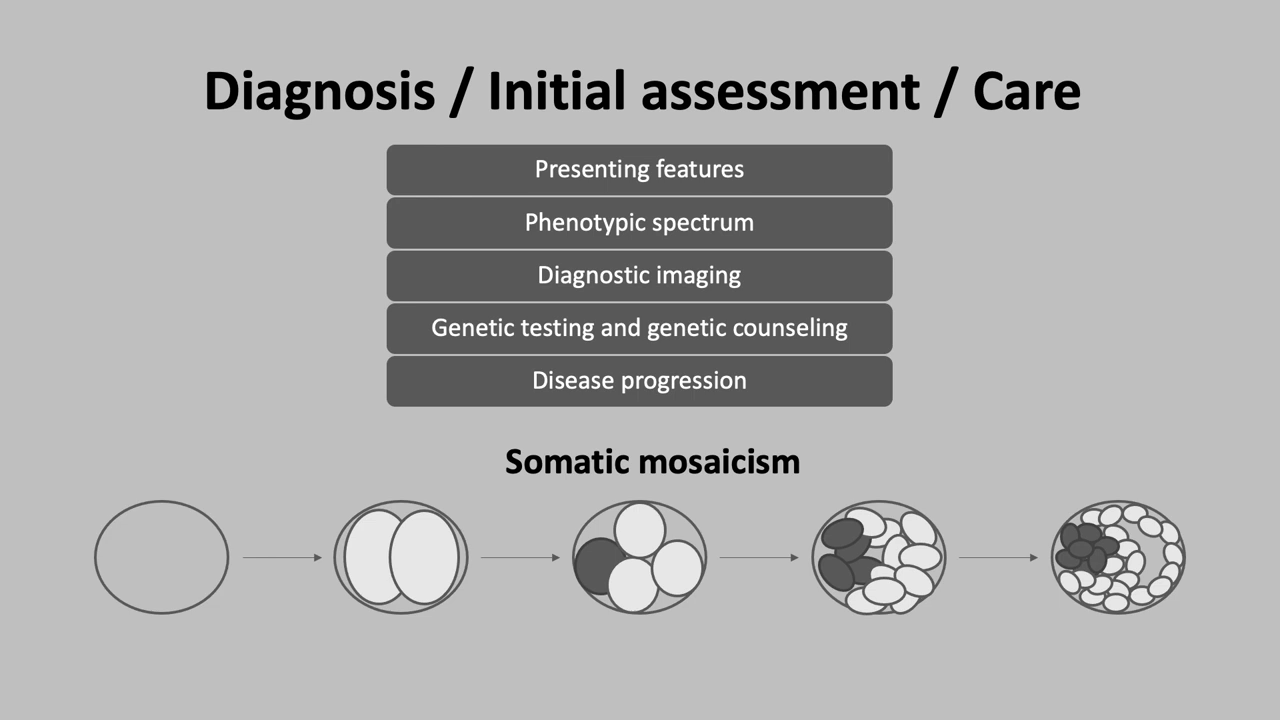 Diagnosis / Initial assessment / Care
Presenting features
Phenotypic spectrum
Diagnostic imaging
Genetic testing and genetic counseling
Disease progression
Somatic mosaicism